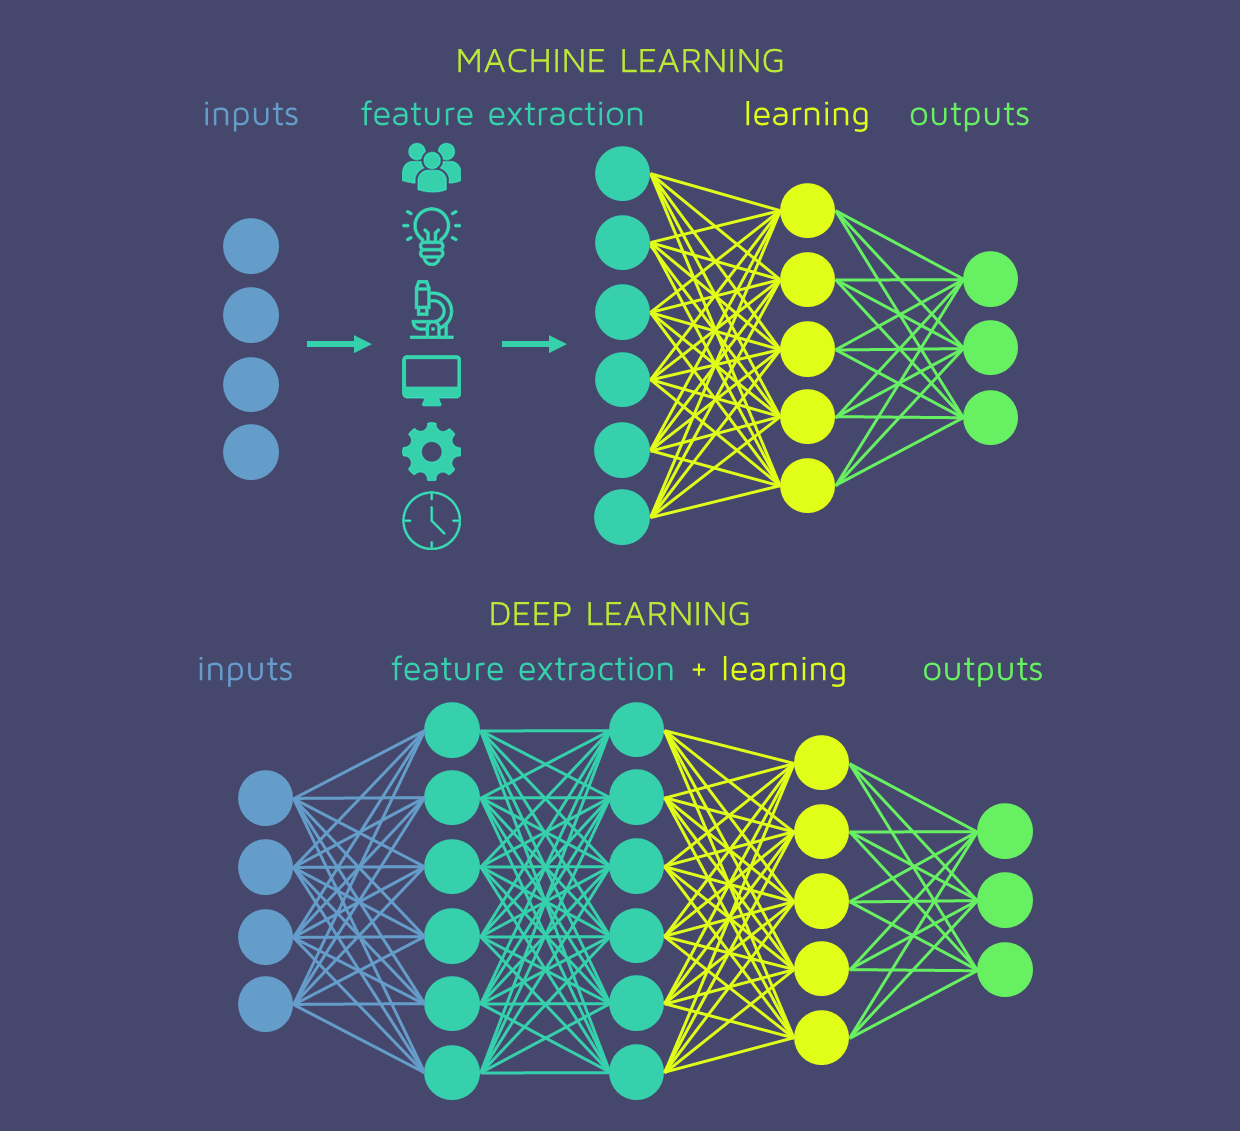 MACHINE LEARNING
inputs feature extraction learning outputs
DEEP LEARNING
inputs feature extraction + learning outputs